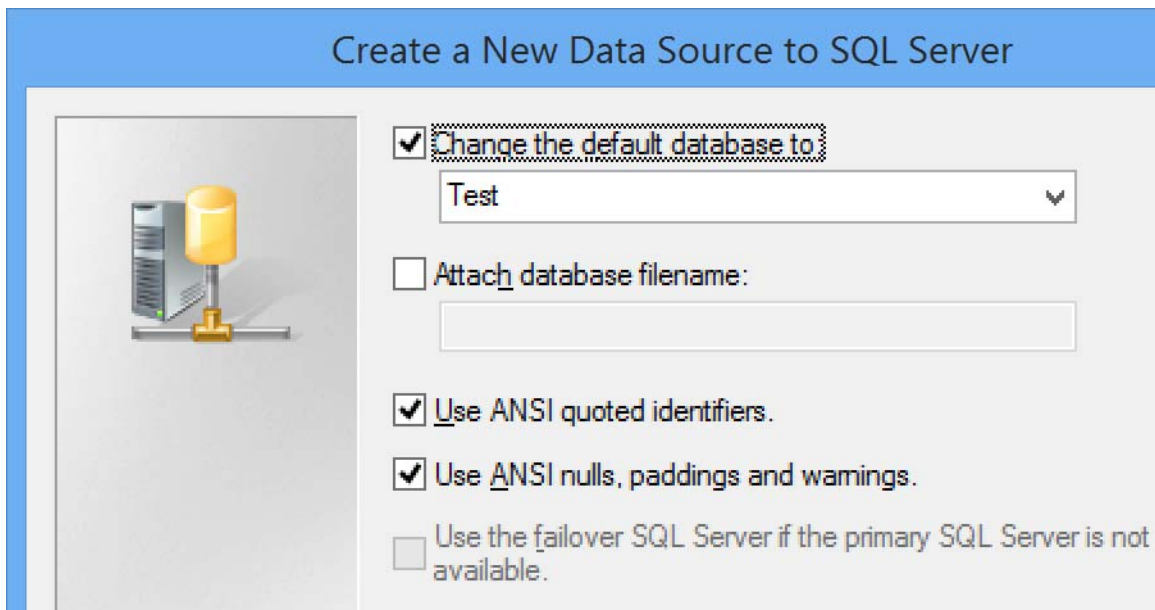 Create a New Data Source to SQL Server
Change the default database to:
Test
Attach database filename:
Use ANSI quoted identifiers.
Use ANSI nulls, paddings and warnings.
Use the failover SQL Server if the primary SQL Server is not
available.